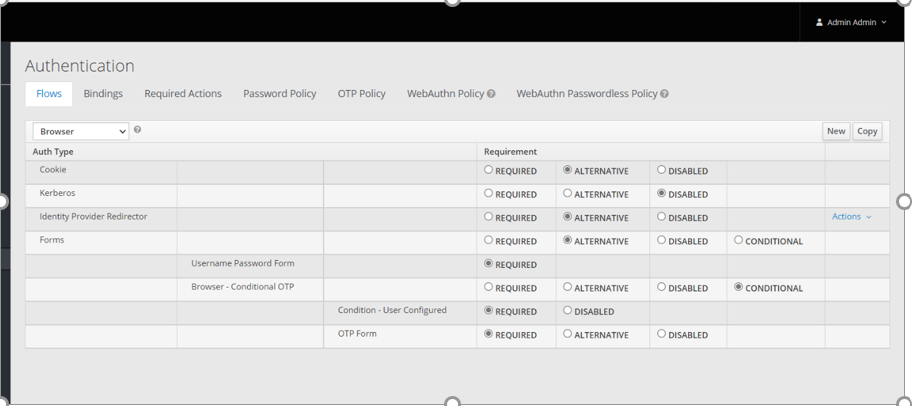 Admin Admin
Authentication
Flows Bindings Required Actions Password Policy OTP Policy WebAuthn Policy WebAuthn Passwordless Policy
Browser New Copy
Auth Type Requirement
Cookie REQUIRED ALTERNATIVE DISABLED
Kerberos REQUIRED ALTERNATIVE DISABLED
Identity Provider Redirector REQUIRED ALTERNATIVE DISABLED Actions
Forms REQUIRED ALTERNATIVE DISABLED CONDITIONAL
Username Password Form REQUIRED
Browser - Conditional OTP REQUIRED ALTERNATIVE DISABLED CONDITIONAL
Condition - User Configured REQUIRED DISABLED
OTP Form REQUIRED ALTERNATIVE DISABLED